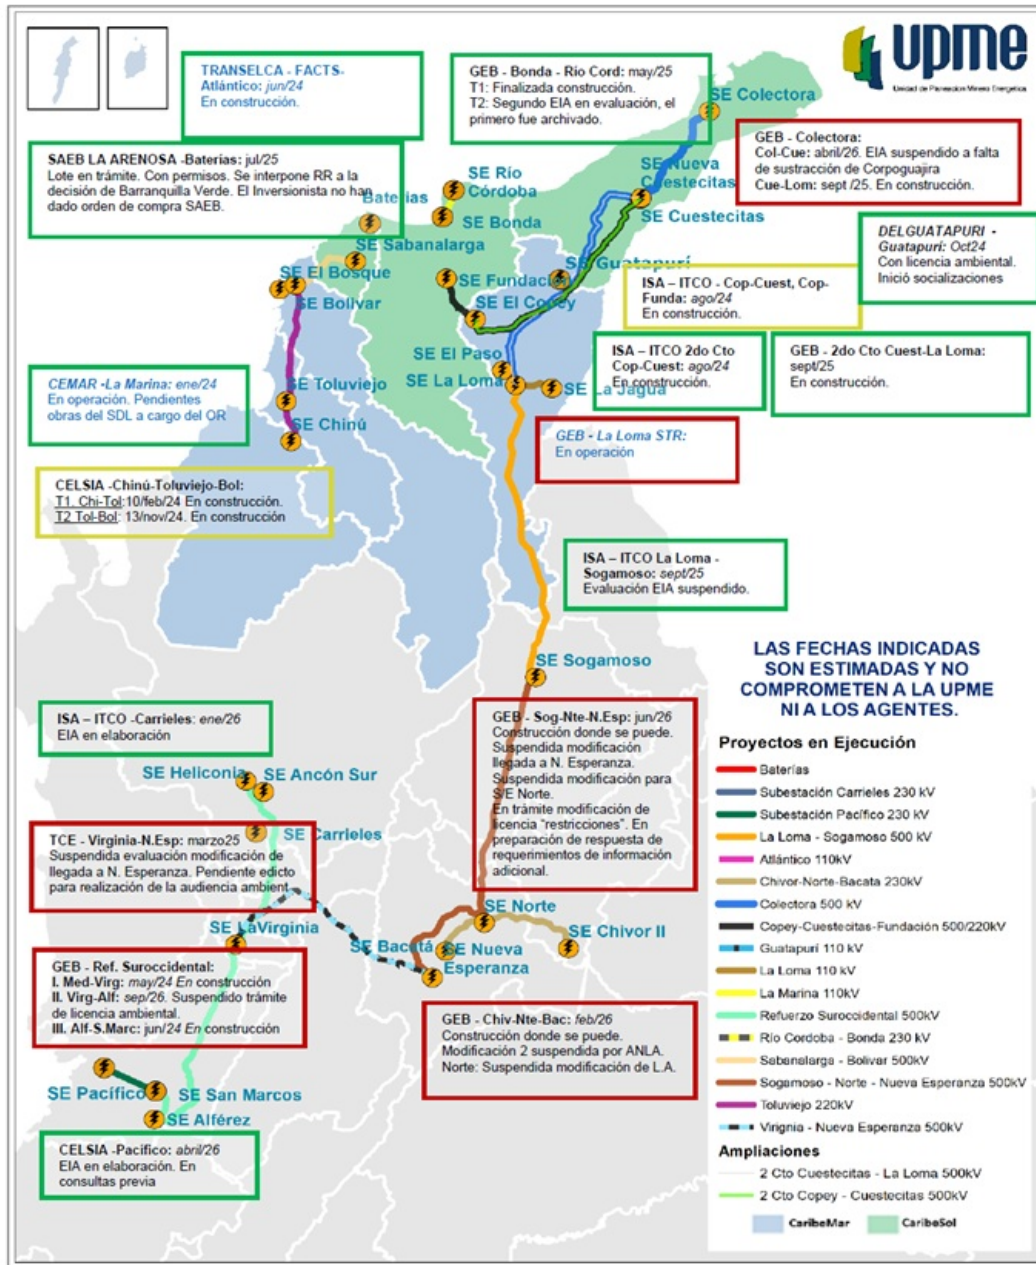 upme
Unidad de Planeación Minero Energética
TRANSELCA - FACTS-
Atlántico: jun/24
En construcción.
GEB - Bonda - Río Cord: may/25
T1: Finalizada construcción.
T2: Segundo EIA en evaluación, el
primero fue archivado.
SE Colectora
GEB - Colectora:
Col-Cue: abril/26. EIA suspendido a falta
de sustracción de Corpoguajira
Cue-Lom: sept /25. En construcción.
SAEB LA ARENOSA -Baterías: jul/25
Lote en trámite. Con permisos. Se interpone RR a la
decisión de Barranquilla Verde. El Inversionista no han
dado orden de compra SAEB.
SE Río
Córdoba
SE Nueva
Cuestecitas
Baterías
SE Bonda
SE Cuestecitas
SE Sabanalarga
DELGUATAPURI -
Guatapurí: Oct24
Con licencia ambiental.
Inició socializaciones
SE El Bosque
SE Bolívar
SE Fundación
SE Guatapurí
SE El Copey
ISA – ITCO - Cop-Cuest, Cop-
Funda: ago/24
En construcción.
SE El Paso
SE La Loma
SE La Jagua
ISA – ITCO 2do Cto
Cop-Cuest: ago/24
En construcción.
GEB - 2do Cto Cuest-La Loma:
sept/25
En construcción.
CEMAR -La Marina: ene/24
En operación. Pendientes
obras del SDL a cargo del OR
SE Toluviejo
SE Chinú
GEB - La Loma STR:
En operación
CELSIA -Chinú-Toluviejo-Bol:
T1. Chi-Tol:10/feb/24 En construcción.
T2 Tol-Bol: 13/nov/24. En construcción
ISA – ITCO La Loma -
Sogamoso: sept/25
Evaluación EIA suspendido.
SE Sogamoso
LAS FECHAS INDICADAS
SON ESTIMADAS Y NO
COMPROMETEN A LA UPME
NI A LOS AGENTES.
ISA – ITCO -Carrieles: ene/26
EIA en elaboración
GEB - Sog-Nte-N.Esp: jun/26
Construcción donde se puede.
Suspendida modificación
llegada a N. Esperanza.
Suspendida modificación para
S/E Norte.
En trámite modificación de
licencia "restricciones". En
preparación de respuesta de
requerimientos de información
adicional.
SE Heliconia
SE Ancón Sur
SE Carrieles
TCE - Virginia-N.Esp: marzo25
Suspendida evaluación modificación de
llegada a N. Esperanza. Pendiente edicto
para realización de la audiencia ambient
SE LaVirginia
SE Norte
SE Chivor II
SE Bacatá
SE Nueva
Esperanza
GEB - Ref. Suroccidental:
I. Med-Virg: may/24 En construcción
II. Virg-Alf: sep/26. Suspendido trámite
de licencia ambiental.
III. Alf-S.Marc: jun/24 En construcción
GEB - Chiv-Nte-Bac: feb/26
Construcción donde se puede.
Modificación 2 suspendida por ANLA.
Norte: Suspendida modificación de L.A.
SE Pacífico
SE San Marcos
SE Alférez
CELSIA -Pacífico: abril/26
EIA en elaboración. En
consultas previa
Proyectos en Ejecución
Baterías
Subestación Carrieles 230 kV
Subestación Pacífico 230 kV
La Loma - Sogamoso 500 kV
Atlántico 110kV
Chivor-Norte-Bacata 230kV
Colectora 500 kV
Copey-Cuestecitas-Fundación 500/220kV
Guatapurí 110 kV
La Loma 110 kV
La Marina 110kV
Refuerzo Suroccidental 500kV
Río Cordoba - Bonda 230 kV
Sabanalarga - Bolivar 500kV
Sogamoso - Norte - Nueva Esperanza 500kV
Toluviejo 220kV
Virignia - Nueva Esperanza 500kV
Ampliaciones
2 Cto Cuestecitas - La Loma 500kV
2 Cto Copey - Cuestecitas 500kV
CaribeMar
CaribeSol